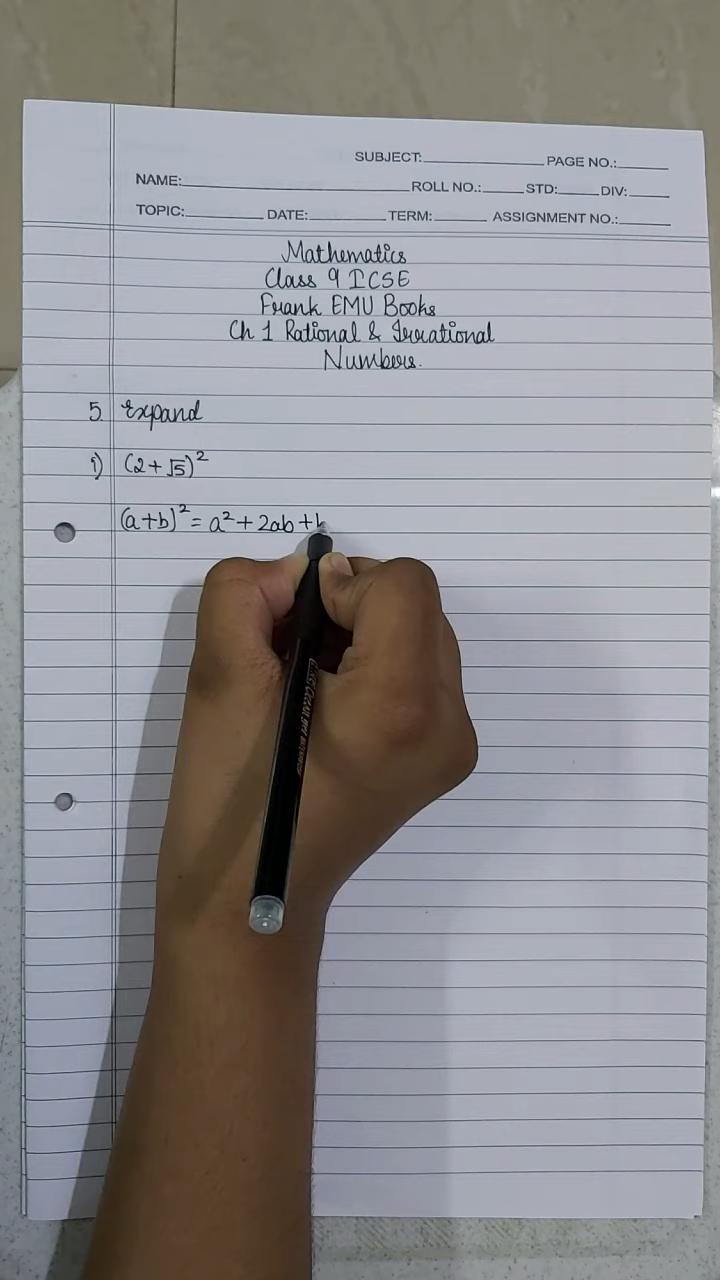 SUBJECT: PAGE NO.:
NAME: ROLL NO.: STD: DIV:
TOPIC: DATE: TERM: ASSIGNMENT NO.:
Mathematics
Class 9 ICSE
Frank EMU Books
Ch 1 Rational & Irrational
Numbers.
5. Expand
i) (2+√5)²
(a+b)² = a² + 2ab + b